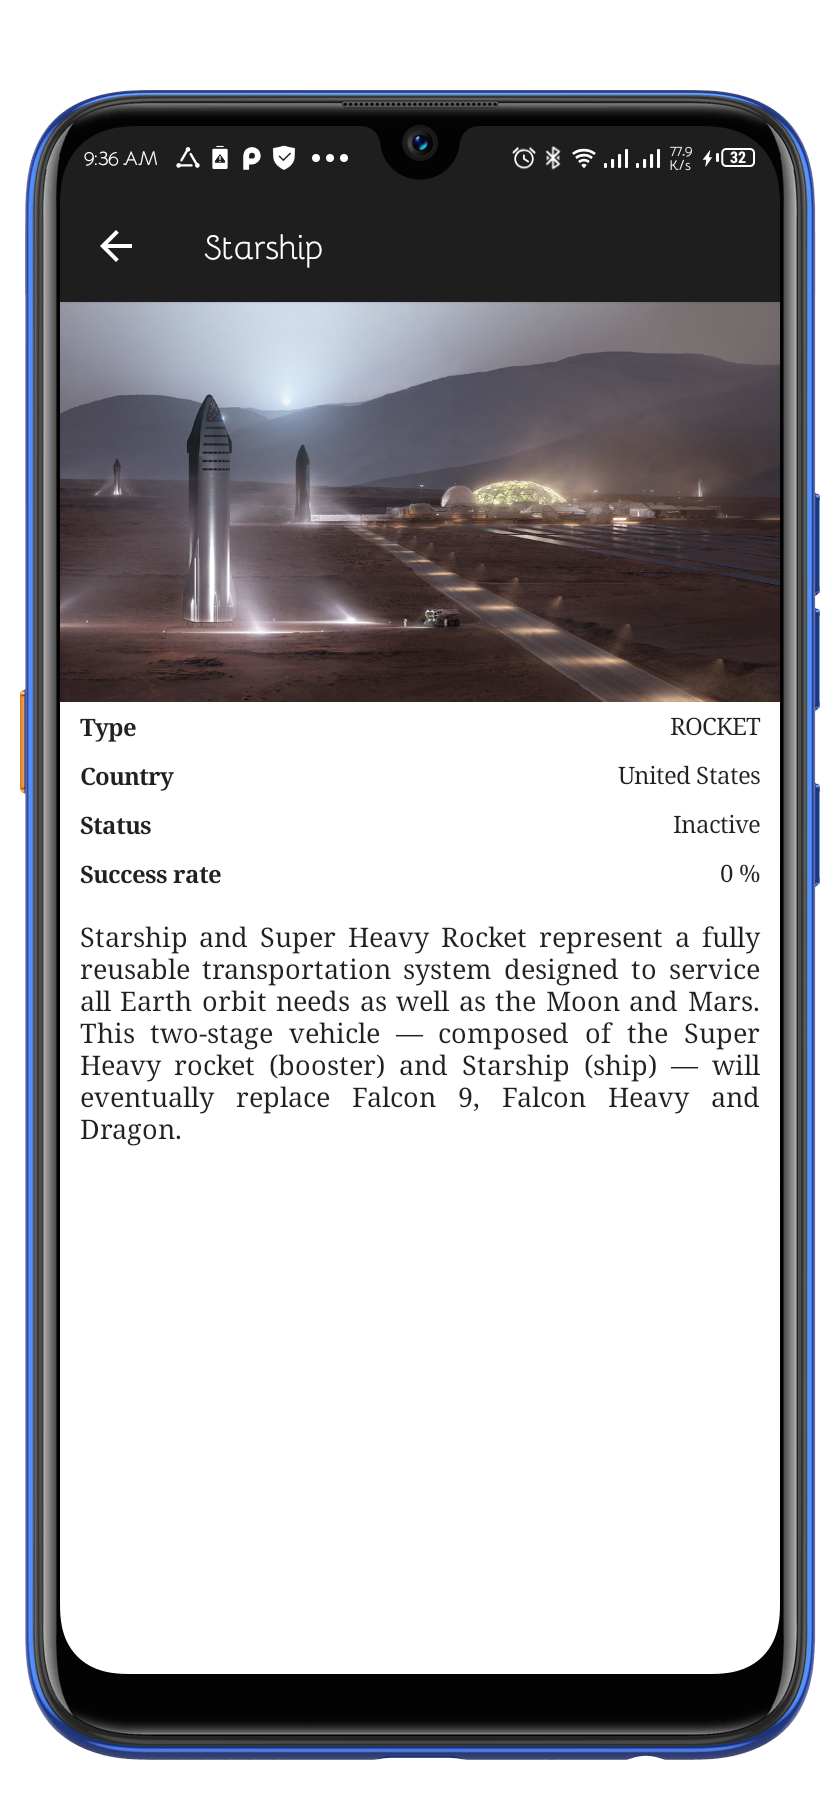 9:36 AM 77.9 K/s 32
Starship
Type ROCKET
Country United States
Status Inactive
Success rate 0 %
Starship and Super Heavy Rocket represent a fully
reusable transportation system designed to service
all Earth orbit needs as well as the Moon and Mars.
This two-stage vehicle — composed of the Super
Heavy rocket (booster) and Starship (ship) — will
eventually replace Falcon 9, Falcon Heavy and
Dragon.